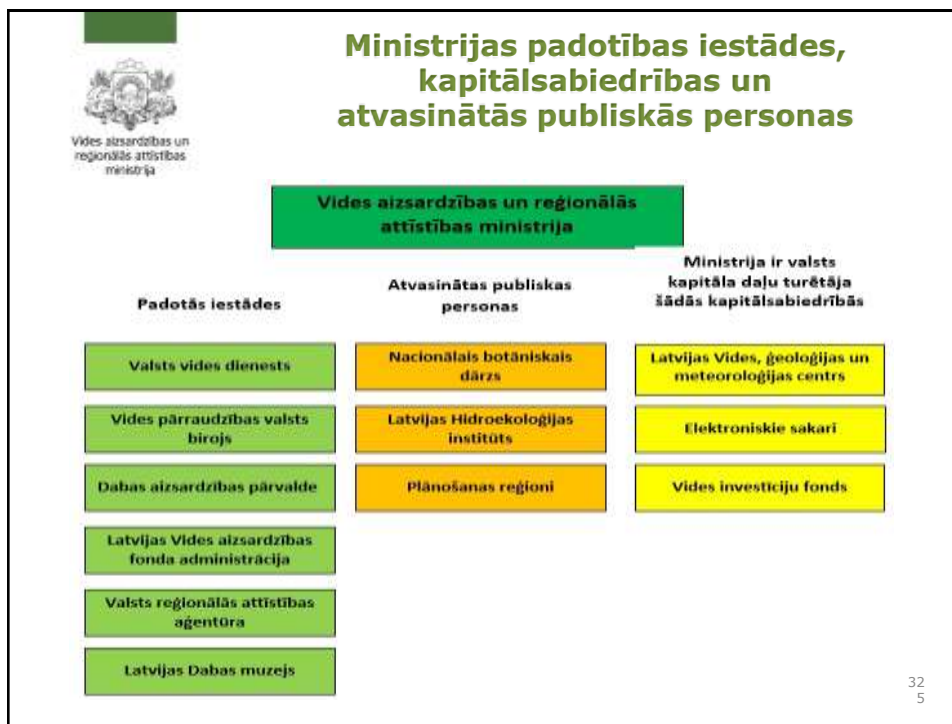 Ministrijas padotības iestādes,
kapitālsabiedrības un
atvasinātās publiskās personas
Vides aizsardzības un
reģionālās attīstības
ministrija
Vides aizsardzības un reģionālās
attīstības ministrija
Padotās iestādes
Valsts vides dienests
Vides pārraudzības valsts
birojs
Dabas aizsardzības pārvalde
Latvijas Vides aizsardzības
fonda administrācija
Valsts reģionālās attīstības
aģentūra
Latvijas Dabas muzejs
Atvasinātas publiskas
personas
Nacionālais botāniskais
dārzs
Latvijas Hidroekoloģijas
institūts
Plānošanas reģioni
Ministrija ir valsts
kapitāla daļu turētāja
šādās kapitālsabiedrībās
Latvijas Vides, ģeoloģijas un
meteoroloģijas centrs
Elektroniskie sakari
Vides investīciju fonds
32
5